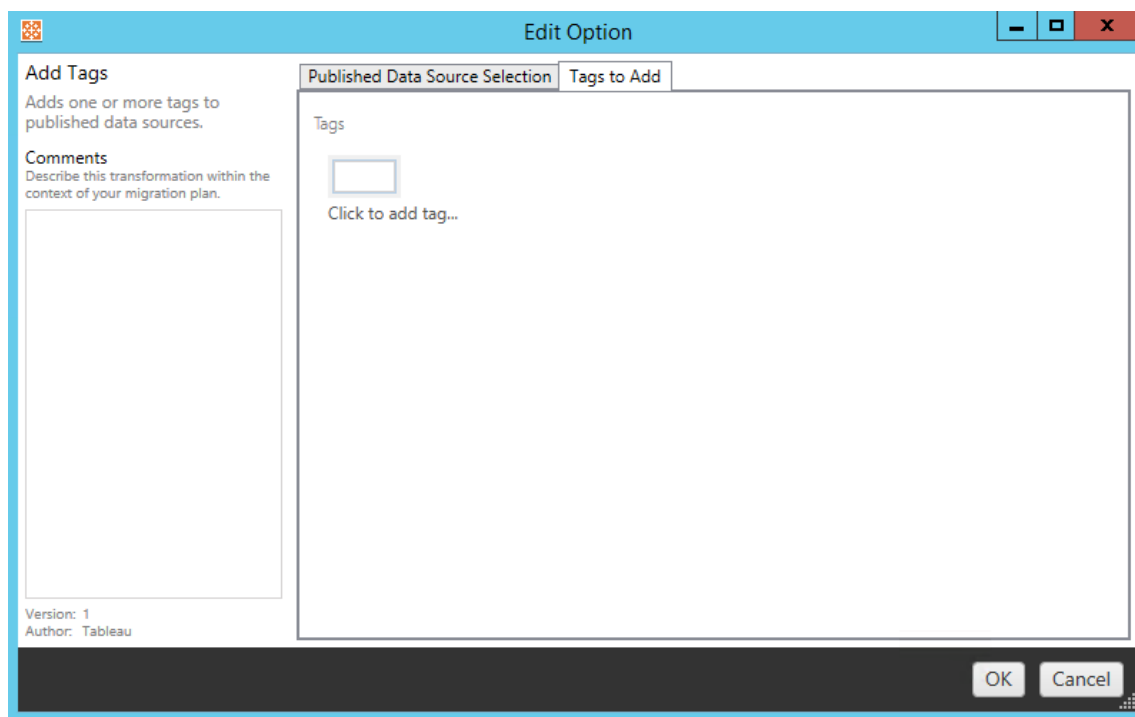 Edit Option
Add Tags
Adds one or more tags to
published data sources.
Comments
Describe this transformation within the
context of your migration plan.
Version: 1
Author: Tableau
Published Data Source Selection
Tags to Add
Tags
Click to add tag...
OK
Cancel